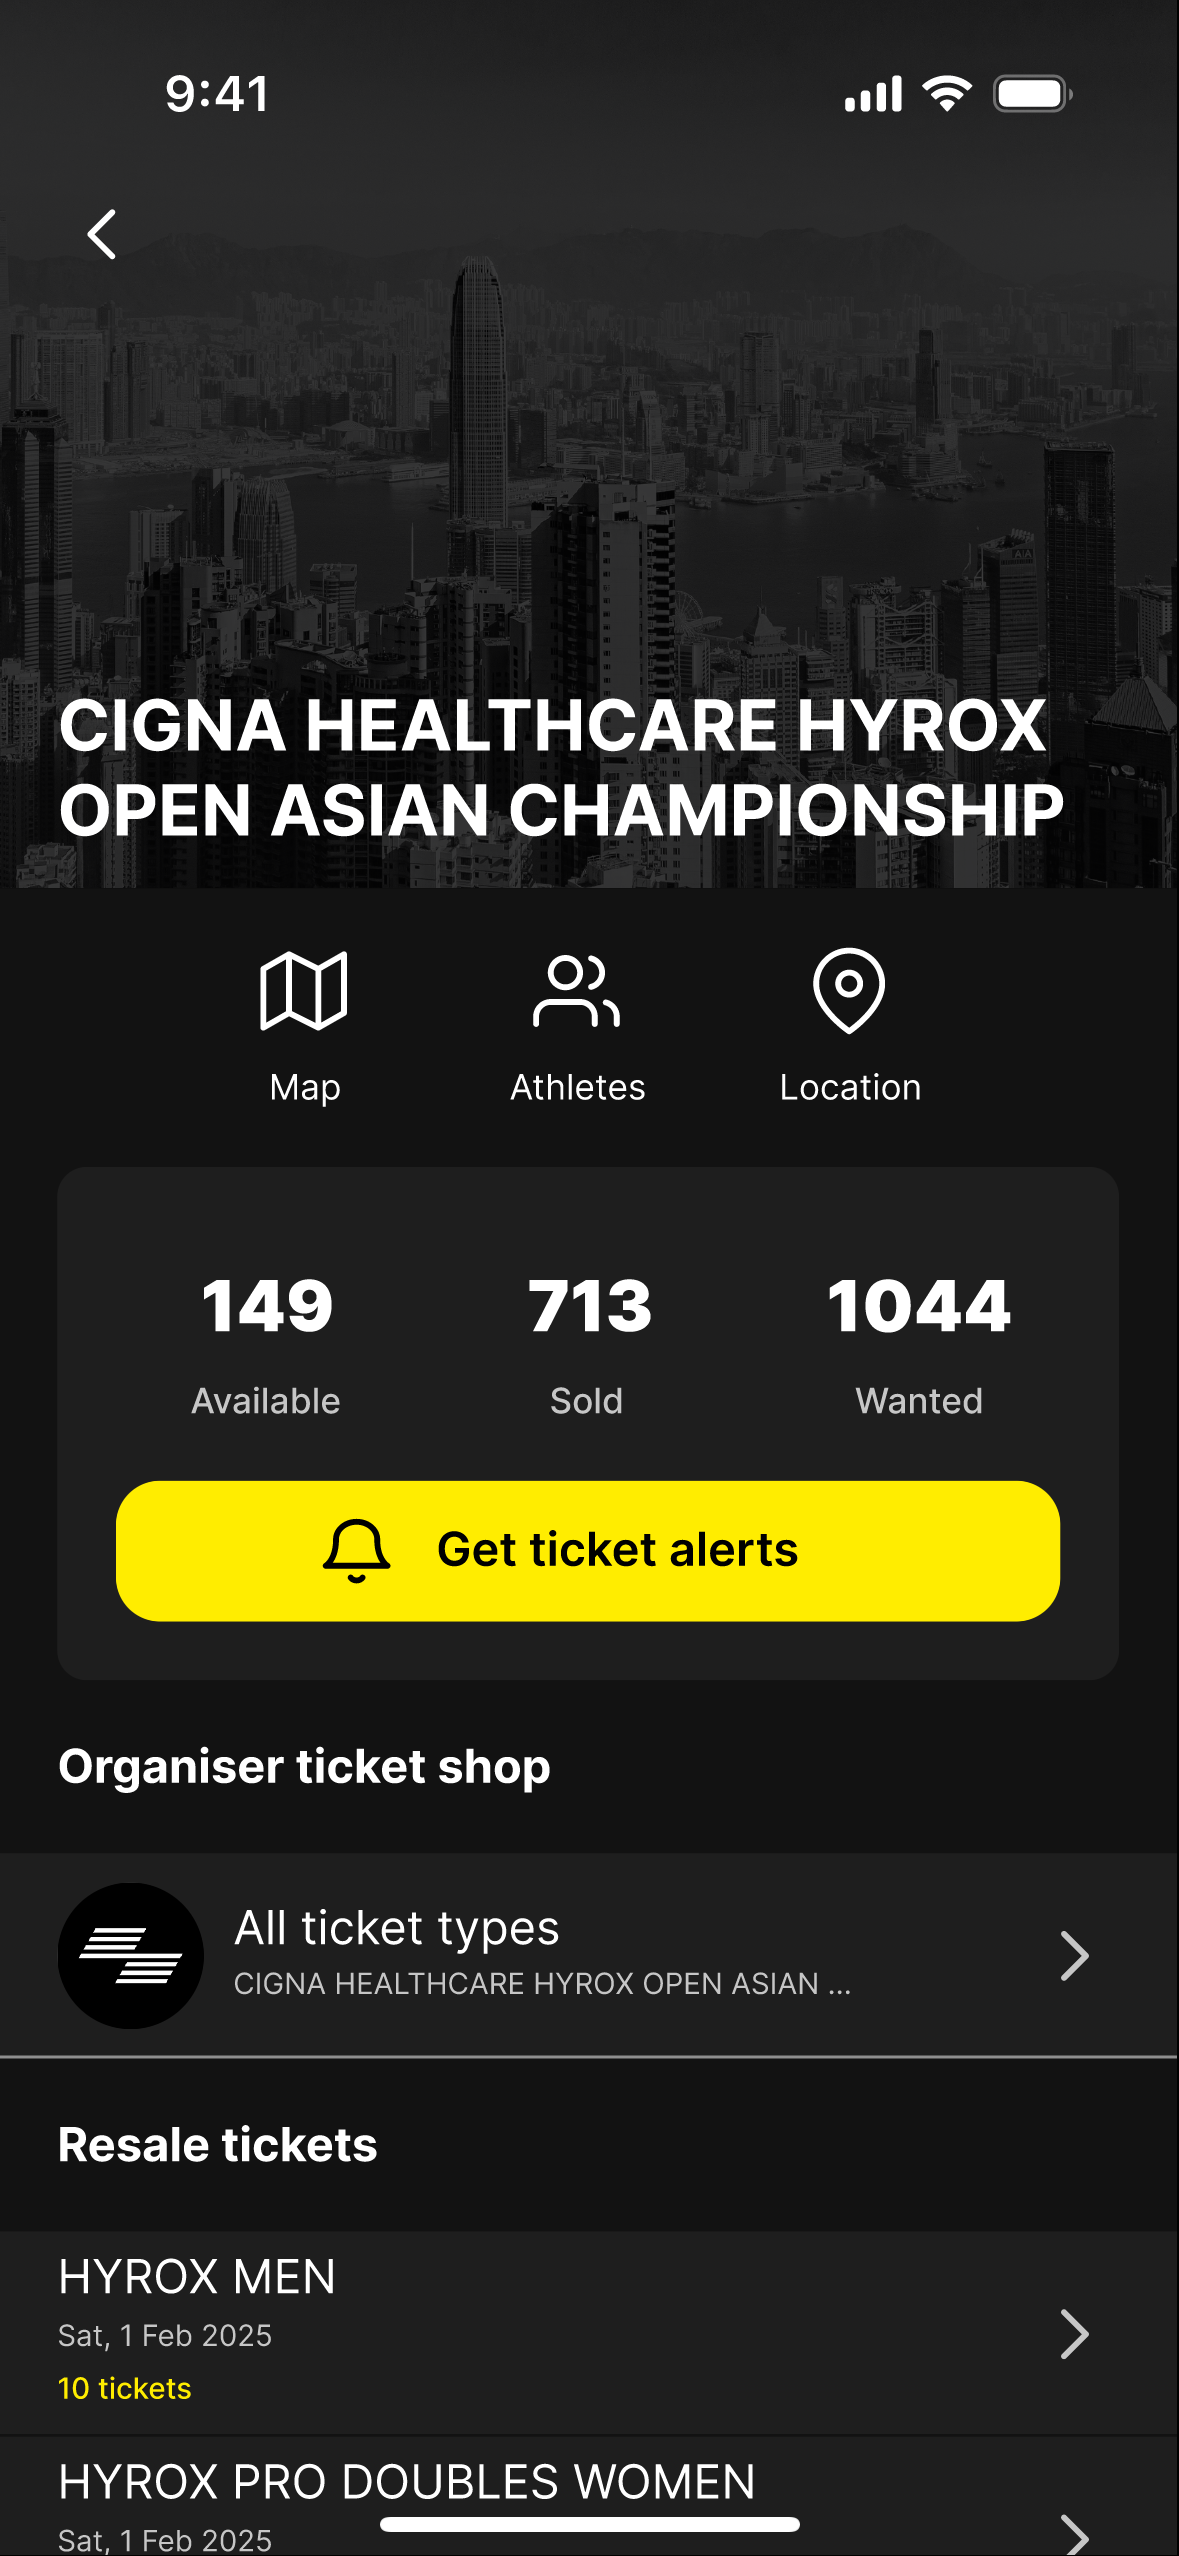 9:41
AIA
CIGNA HEALTHCARE HYROX
OPEN ASIAN CHAMPIONSHIP
Map
Athletes
Location
149
713
1044
Available
Sold
Wanted
Get ticket alerts
Organiser ticket shop
All ticket types
CIGNA HEALTHCARE HYROX OPEN ASIAN ...
Resale tickets
HYROX MEN
Sat, 1 Feb 2025
10 tickets
HYROX PRO DOUBLES WOMEN
Sat, 1 Feb 2025